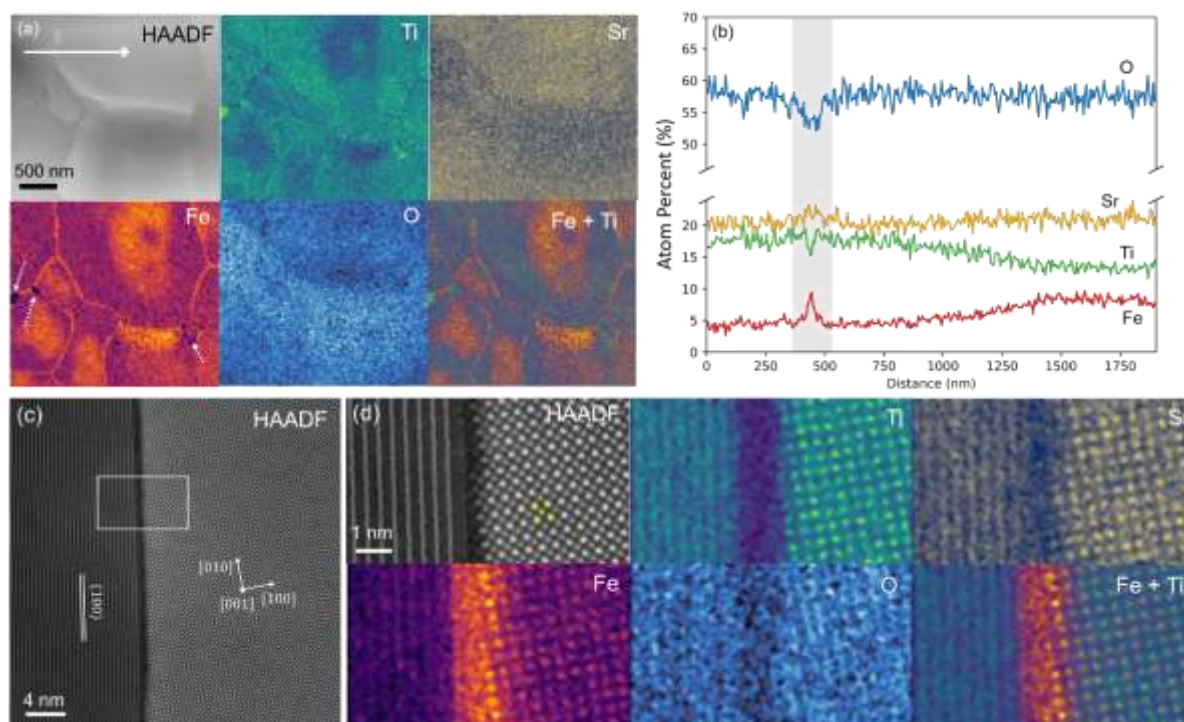 (a)
HAADF
Ti
Sr
500 nm
Fe
O
Fe + Ti
(b)
70
65
60
55
50
20
15
10
5
0
Atom Percent (%)
O
Sr
Ti
Fe
0 250 500 750 1000 1250 1500 1750
Distance (nm)
(c)
HAADF
[100]
[010]
[001]
[100]
4 nm
(d)
HAADF
Ti
S
1 nm
Fe
O
Fe + Ti